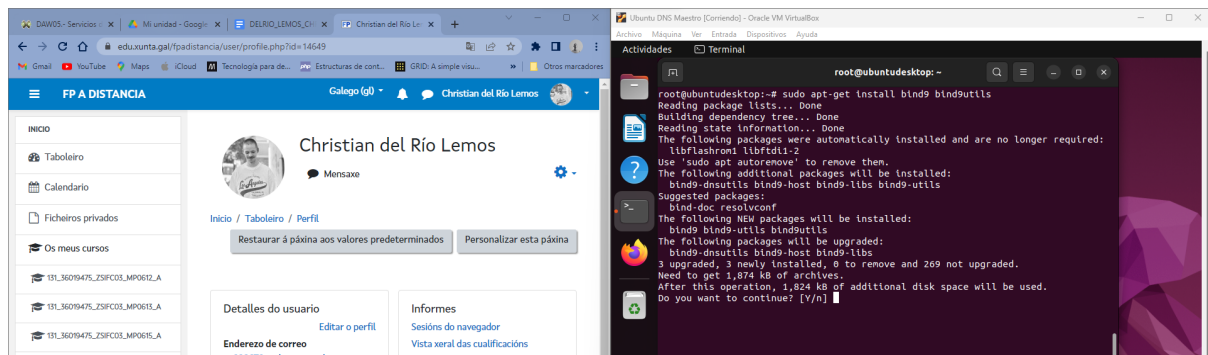 DAW05.- Servicios d
Mi unidad - Google
DELRIO_LEMOS_CH
Christian del Río Le
eduxunta.gal/fpadistancia/user/profile.php?id=14649
Gmail
YouTube
Maps
iCloud
Tecnología para de...
Estructuras de cont...
GRID: A simple visu...
»
Otros marcadores
FP A DISTANCIA
Galego (gl)
Christian del Río Lemos
INICIO
Taboleiro
Calendario
Ficheiros privados
Os meus cursos
131_36019475_ZSIFC03_MP0612_A
131_36019475_ZSIFC03_MP0613_A
131_36019475_ZSIFC03_MP0615_A
Christian del Río Lemos
Mensaxe
Inicio / Taboleiro / Perfil
Restaurar á páxina aos valores predeterminados
Personalizar esta páxina
Detalles do usuario
Editar o perfil
Enderezo de correo
Informes
Sesións do navegador
Vista xeral das cualificacións
Ubuntu DNS Maestro [Corriendo] - Oracle VM VirtualBox
Archivo Máquina Ver Entrada Dispositivos Ayuda
Actividades
Terminal
root@ubuntudesktop: ~
root@ubuntudesktop:~# sudo apt-get install bind9 bind9utils
Reading package lists... Done
Building dependency tree... Done
Reading state information... Done
The following packages were automatically installed and are no longer required:
libflashrom1 libftdi1-2
Use 'sudo apt autoremove' to remove them.
The following additional packages will be installed:
bind9-dnsutils bind9-host bind9-libs bind9-utils
Suggested packages:
bind-doc resolvconf
The following NEW packages will be installed:
bind9 bind9-utils bind9utils
The following packages will be upgraded:
bind9-dnsutils bind9-host bind9-libs
3 upgraded, 3 newly installed, 0 to remove and 269 not upgraded.
Need to get 1,874 kB of archives.
After this operation, 1,824 kB of additional disk space will be used.
Do you want to continue? [Y/n]